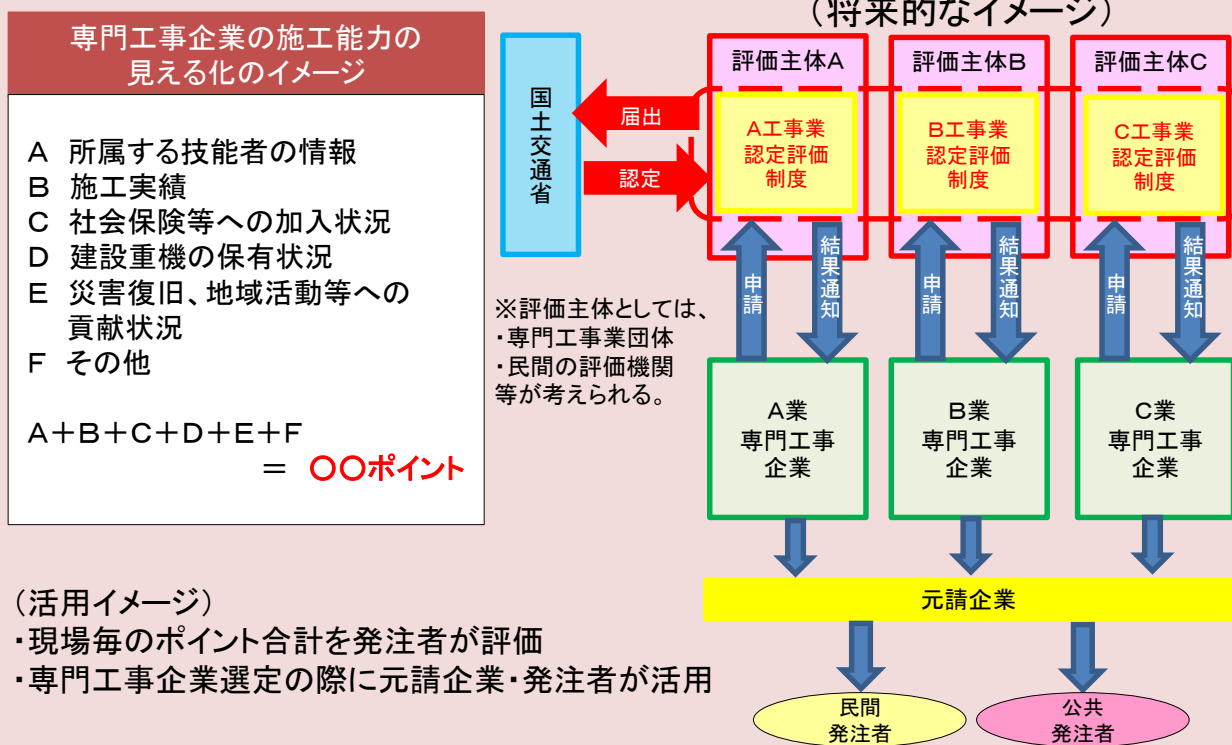 専門工事企業の施工能力の
見える化のイメージ
A 所属する技能者の情報
B 施工実績
C 社会保険等への加入状況
D 建設重機の保有状況
E 災害復旧、地域活動等への
貢献状況
F その他
A+B+C+D+E+F
= 〇〇ポイント
(活用イメージ)
・現場毎のポイント合計を発注者が評価
・専門工事企業選定の際に元請企業・発注者が活用
(将来的なイメージ)
国土交通省
届出
認定
評価主体A
評価主体B
評価主体C
A工事業
認定評価
制度
B工事業
認定評価
制度
C工事業
認定評価
制度
申請
結果通知
申請
結果通知
申請
結果通知
※評価主体としては、
・専門工事業団体
・民間の評価機関
等が考えられる。
A業
専門工事
企業
B業
専門工事
企業
C業
専門工事
企業
元請企業
民間
発注者
公共
発注者